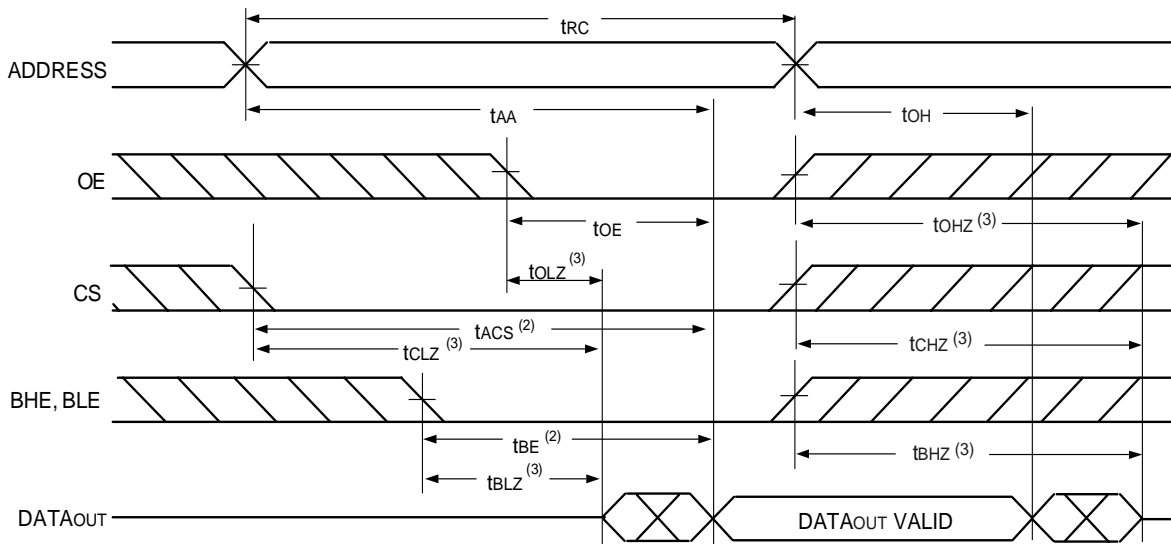 tRC
ADDRESS
tAA
tOH
OE
tOE
tOHZ (3)
tOLZ (3)
CS
tACS (2)
tCLZ (3)
tCHZ (3)
BHE, BLE
tBE (2)
tBHZ (3)
tBLZ (3)
DATAOUT
DATAOUT VALID